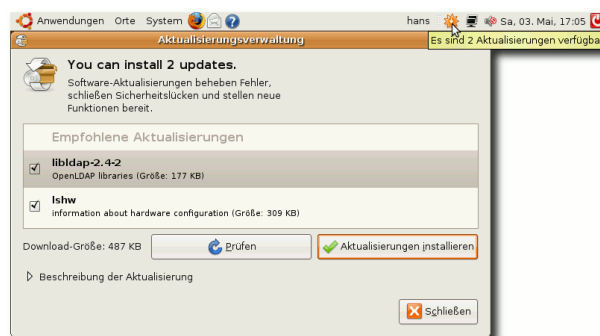 Anwendungen Orte System hans Sa, 03. Mai, 17:05
Aktualisierungsverwaltung
Es sind 2 Aktualisierungen verfügba
You can install 2 updates.
Software-Aktualisierungen beheben Fehler,
schließen Sicherheitslücken und stellen neue
Funktionen bereit.
Empfohlene Aktualisierungen
libldap-2.4-2
OpenLDAP libraries (Größe: 177 KB)
lshw
information about hardware configuration (Größe: 309 KB)
Download-Größe: 487 KB Prüfen Aktualisierungen installieren
Beschreibung der Aktualisierung
Schließen